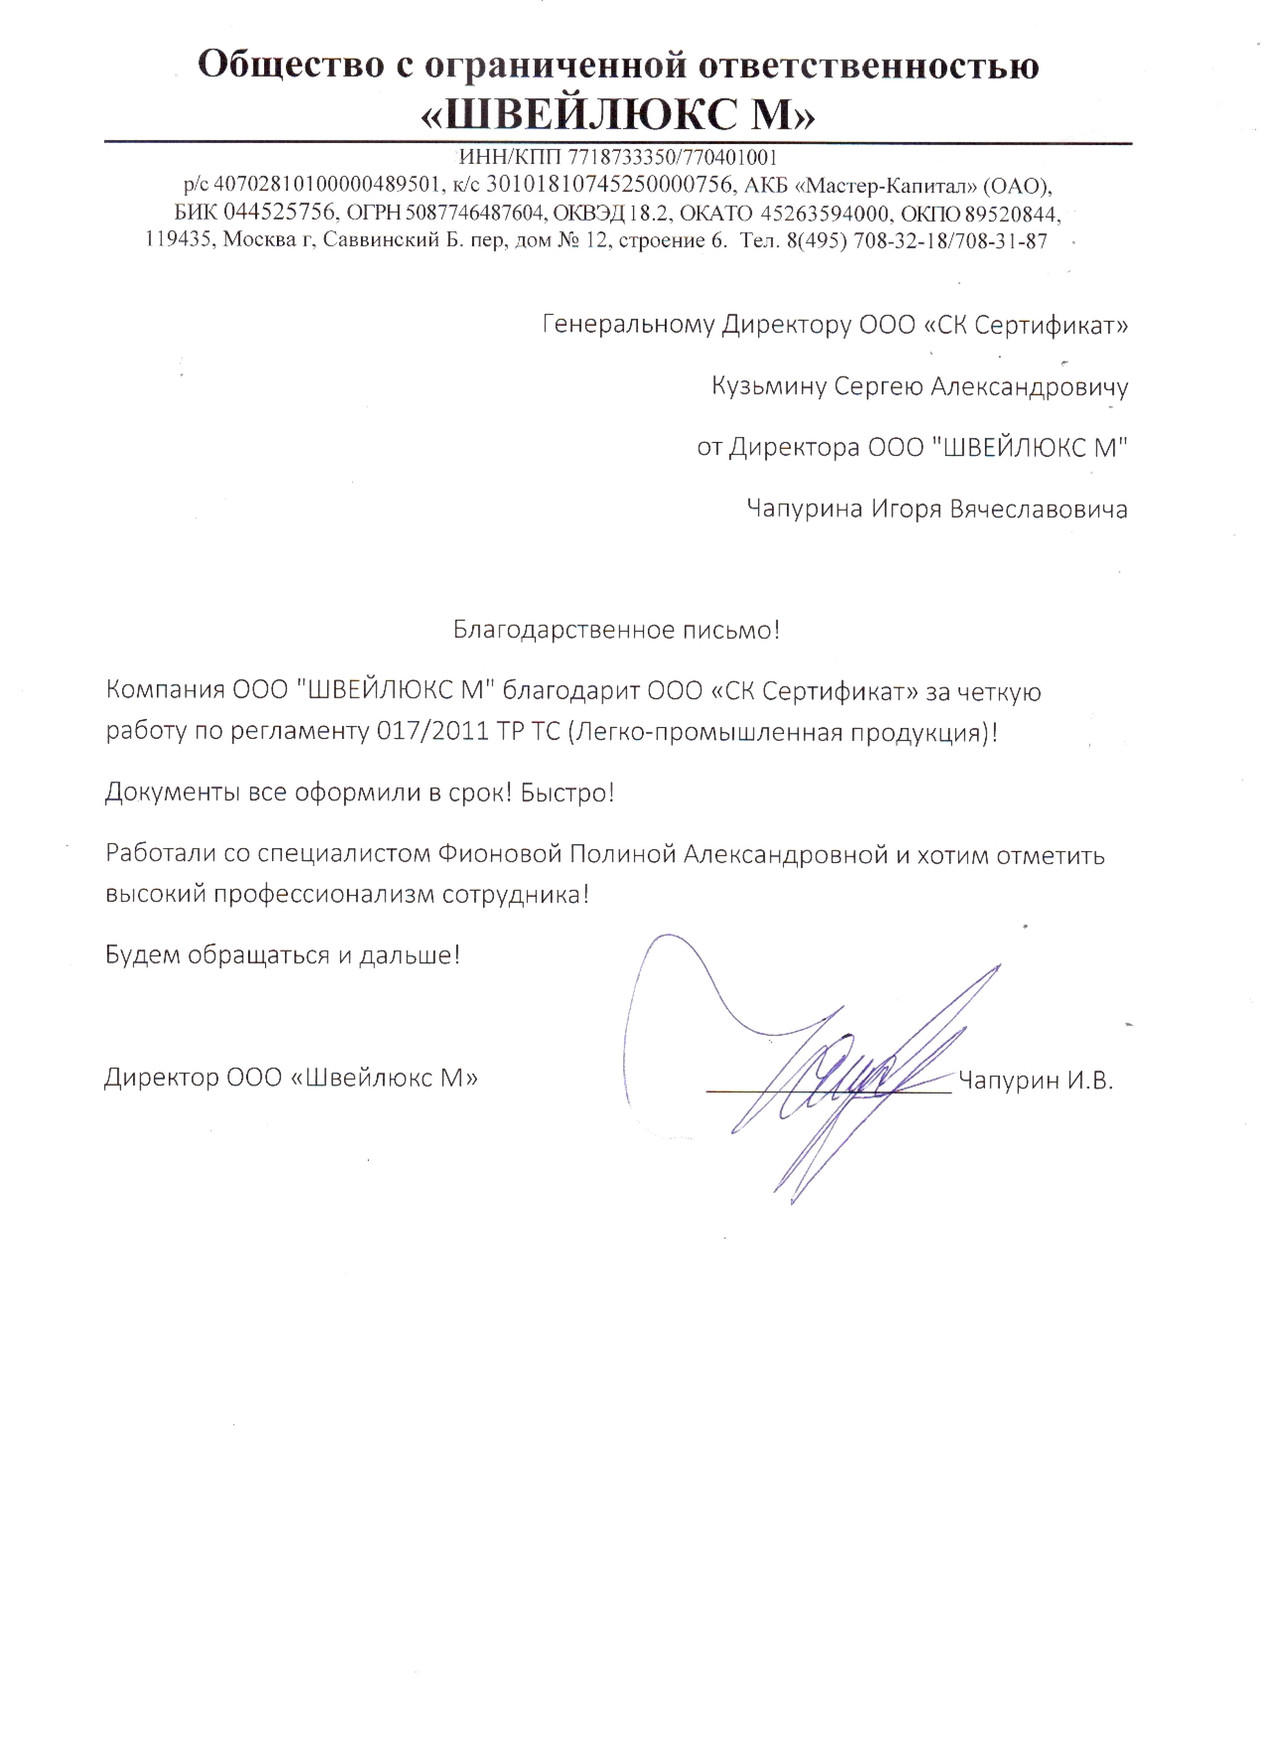 Общество с ограниченной ответственностью
«ШВЕЙЛЮКС М»
ИНН/КПП 7718733350/770401001
р/с 40702810100000489501, к/с 30101810745250000756, АКБ «Мастер-Капитал» (ОАО),
БИК 044525756, ОГРН 5087746487604, ОКВЭД 18.2, ОКАТО 45263594000, ОКПО 89520844,
119435, Москва г, Саввинский Б. пер, дом № 12, строение 6. Тел. 8(495) 708-32-18/708-31-87
Генеральному Директору ООО «СК Сертификат»
Кузьмину Сергею Александровичу
от Директора ООО "ШВЕЙЛЮКС М"
Чапурина Игоря Вячеславовича
Благодарственное письмо!
Компания ООО "ШВЕЙЛЮКС М" благодарит ООО «СК Сертификат» за четкую
работу по регламенту 017/2011 ТР ТС (Легко-промышленная продукция)!
Документы все оформили в срок! Быстро!
Работали со специалистом Фионовой Полиной Александровной и хотим отметить
высокий профессионализм сотрудника!
Будем обращаться и дальше!
Директор ООО «Швейлюкс М» Чапурин И.В.